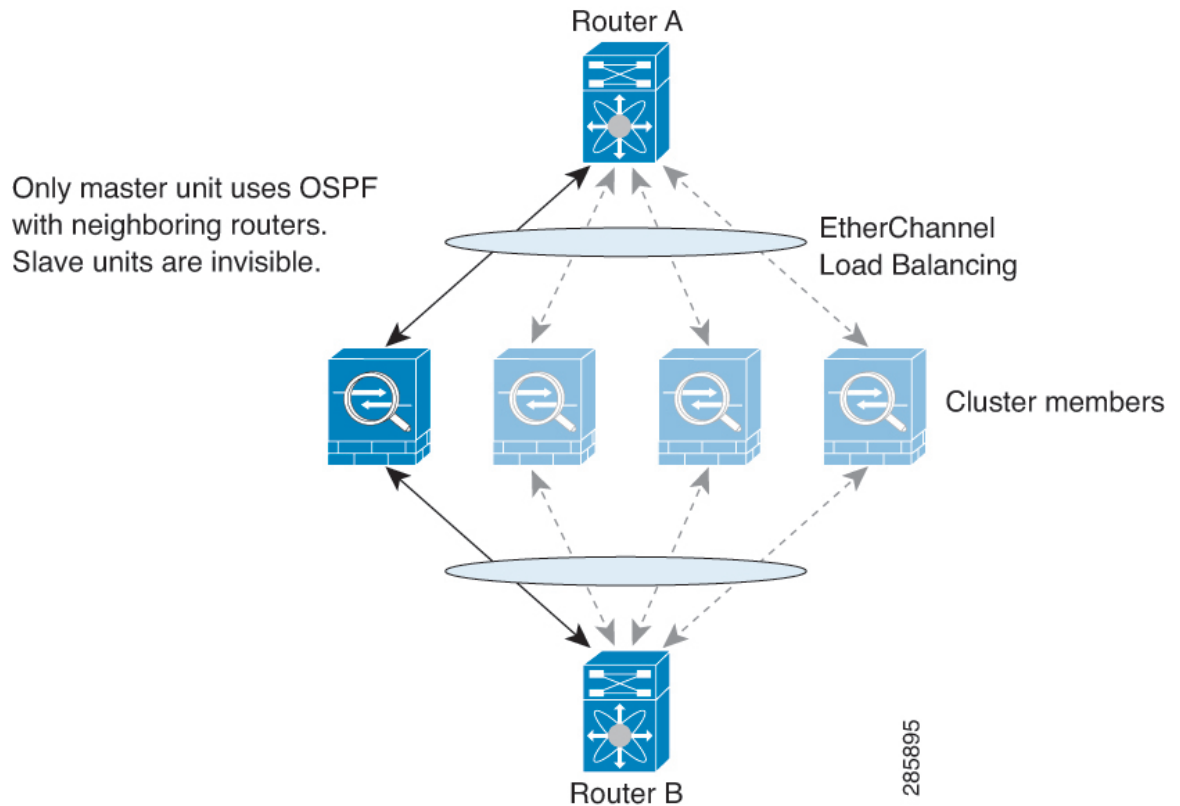 Router A
Only master unit uses OSPF
with neighboring routers.
Slave units are invisible.
EtherChannel
Load Balancing
Cluster members
Router B
285895